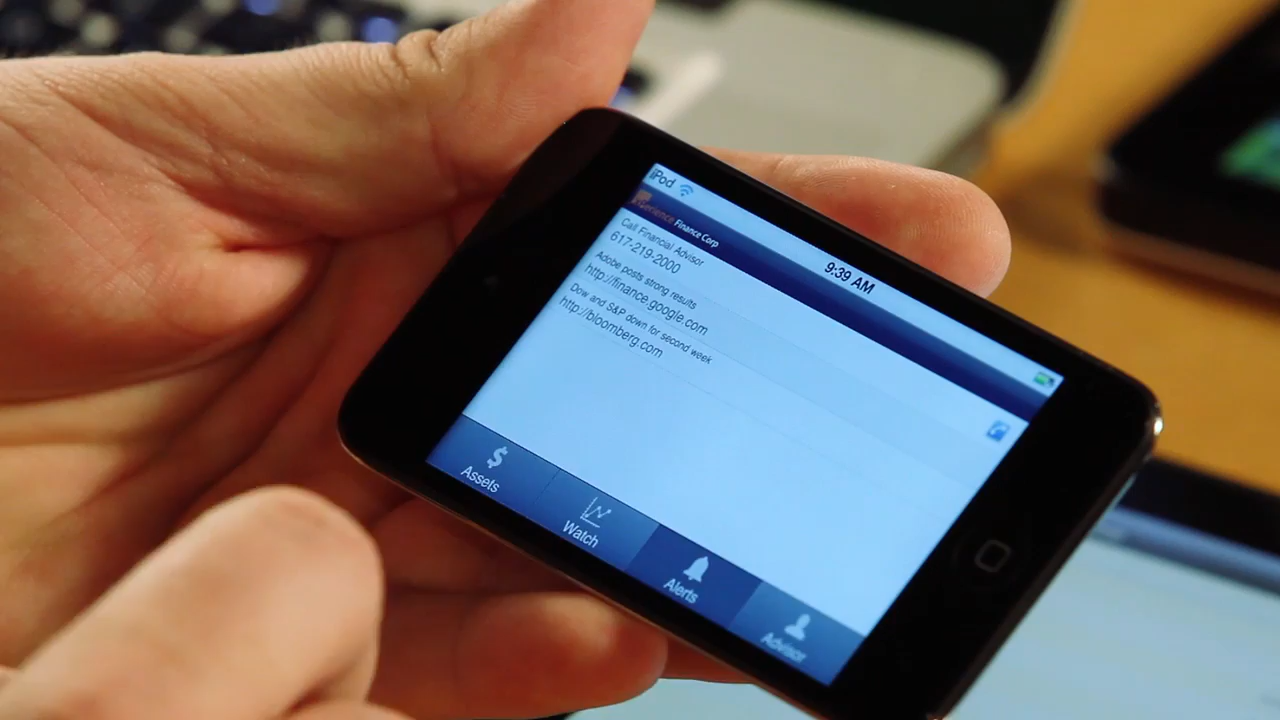 iPod
9:39 AM
Experience Finance Corp
Call Financial Advisor
617-219-2000
Adobe posts strong results
http://finance.google.com
Dow and S&P down for second week
http://bloomberg.com
$
Assets
Watch
Alerts
Advisor